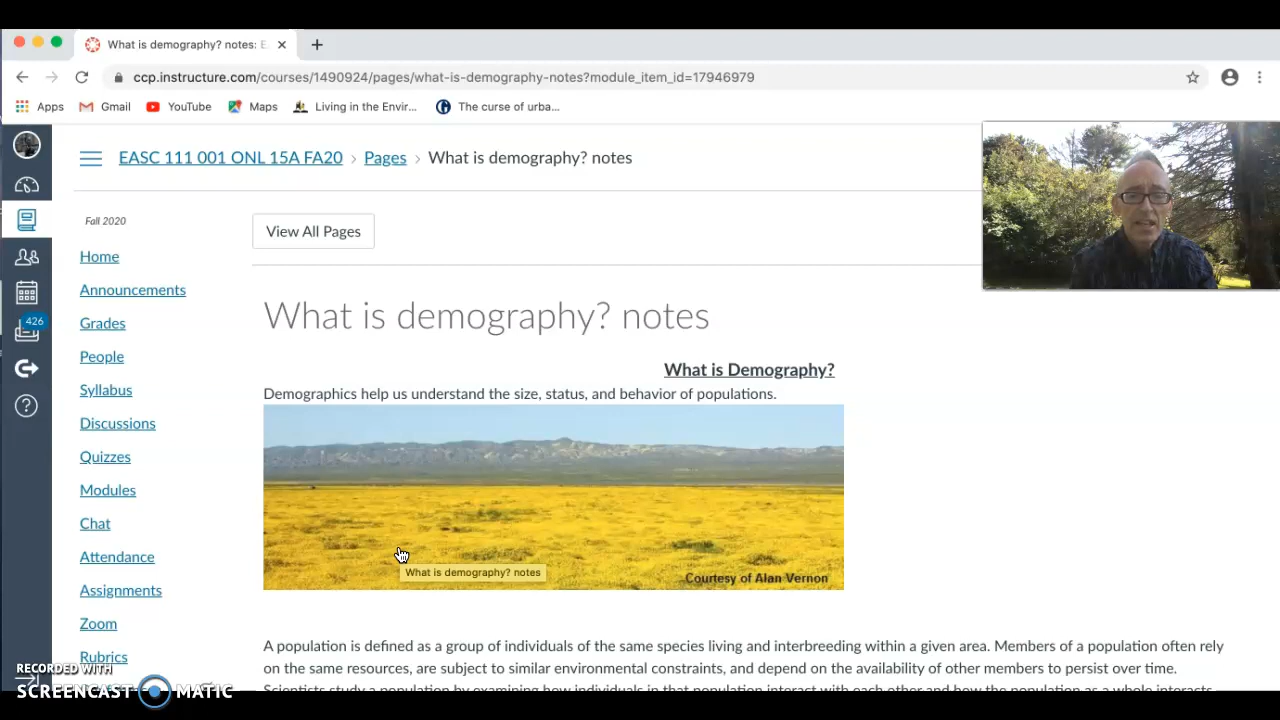 What is demography? notes: E
ccp.instructure.com/courses/1490924/pages/what-is-demography-notes?module_item_id=17946979
Apps Gmail YouTube Maps Living in the Envir... The curse of urba...
EASC 111 001 ONL 15A FA20 › Pages › What is demography? notes
Fall 2020
View All Pages
Home
Announcements
Grades
People
Syllabus
Discussions
Quizzes
Modules
Chat
Attendance
Assignments
Zoom
Rubrics
426
What is demography? notes
What is Demography?
Demographics help us understand the size, status, and behavior of populations.
What is demography? notes
Courtesy of Alan Vernon
A population is defined as a group of individuals of the same species living and interbreeding within a given area. Members of a population often rely
on the same resources, are subject to similar environmental constraints, and depend on the availability of other members to persist over time.
Scientists study a population by examining how individuals in that population interact with each other and how the population as a whole interacts
RECORDED WITH
SCREENCAST MATIC